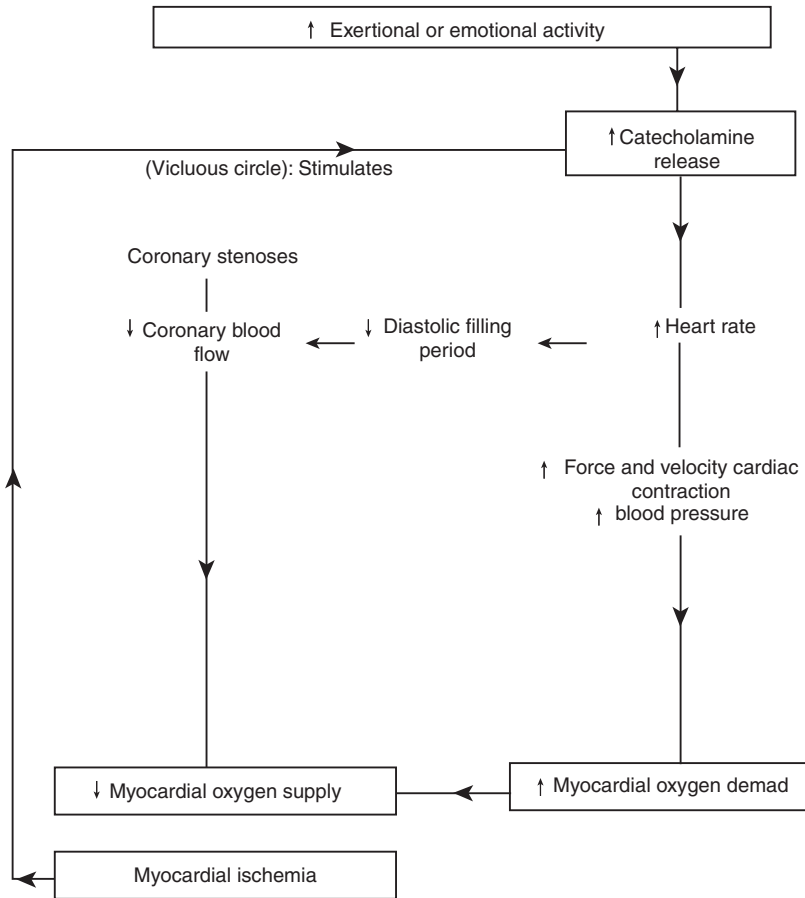 ↑ Exertional or emotional activity
↑ Catecholamine
release
(Vicluous circle): Stimulates
Coronary stenoses
↓ Coronary blood
flow
↓ Diastolic filling
period
↑ Heart rate
↑ Force and velocity cardiac
contraction
↑ blood pressure
↓ Myocardial oxygen supply
↑ Myocardial oxygen demad
Myocardial ischemia